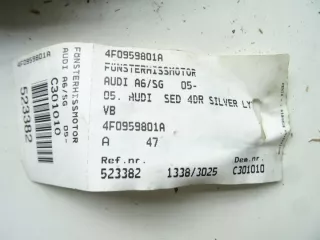 4F0959801A
FÖNSTERHISSMOTOR
AUDI A6/SG 05-
C301010
523382
4F0959801A
FÖNSTERHISSMOTOR
AUDI A6/SG 05-
05. AUDI SED 4DR SILVER LY
VB
4F0959801A
A 47
Ref.nr. Dem.nr.
523382 1338/3025 C301010